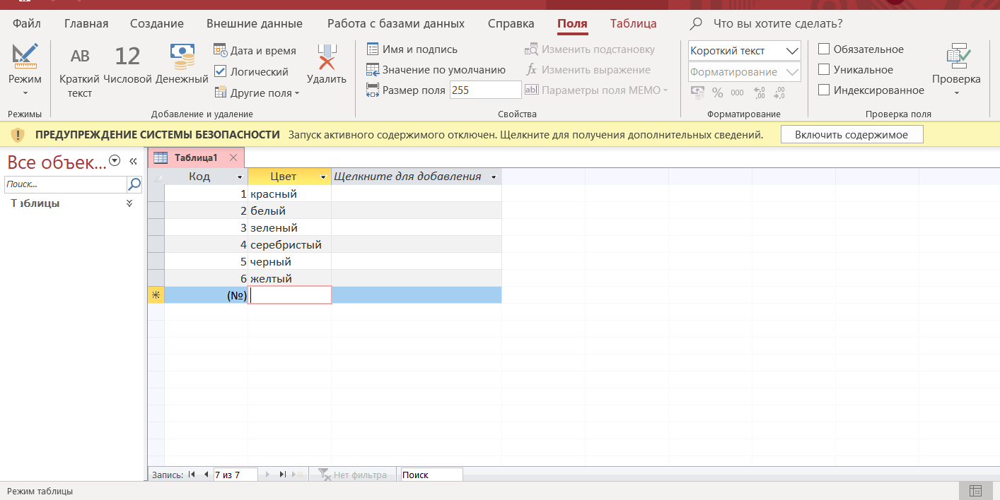 Файл Главная Создание Внешние данные Работа с базами данных Справка Поля Таблица Что вы хотите сделать?
Режим
Режимы
AB
Краткий текст
12
Числовой
Денежный
Дата и время
Логический
Другие поля
Удалить
Добавление и удаление
Имя и подпись
Значение по умолчанию
Размер поля 255
Изменить подстановку
fx Изменить выражение
ab| Параметры поля МЕМО
Свойства
Короткий текст
Форматирование
% 000 ,00 ,00
Форматирование
Обязательное
Уникальное
Индексированное
Проверка
Проверка поля
ПРЕДУПРЕЖДЕНИЕ СИСТЕМЫ БЕЗОПАСНОСТИ Запуск активного содержимого отключен. Щелкните для получения дополнительных сведений. Включить содержимое
Все объек...
Поиск...
Таблицы
Таблица1
Код Цвет Щелкните для добавления
1 красный
2 белый
3 зеленый
4 серебристый
5 черный
6 желтый
(№)
Запись: 7 из 7 Нет фильтра Поиск
Режим таблицы